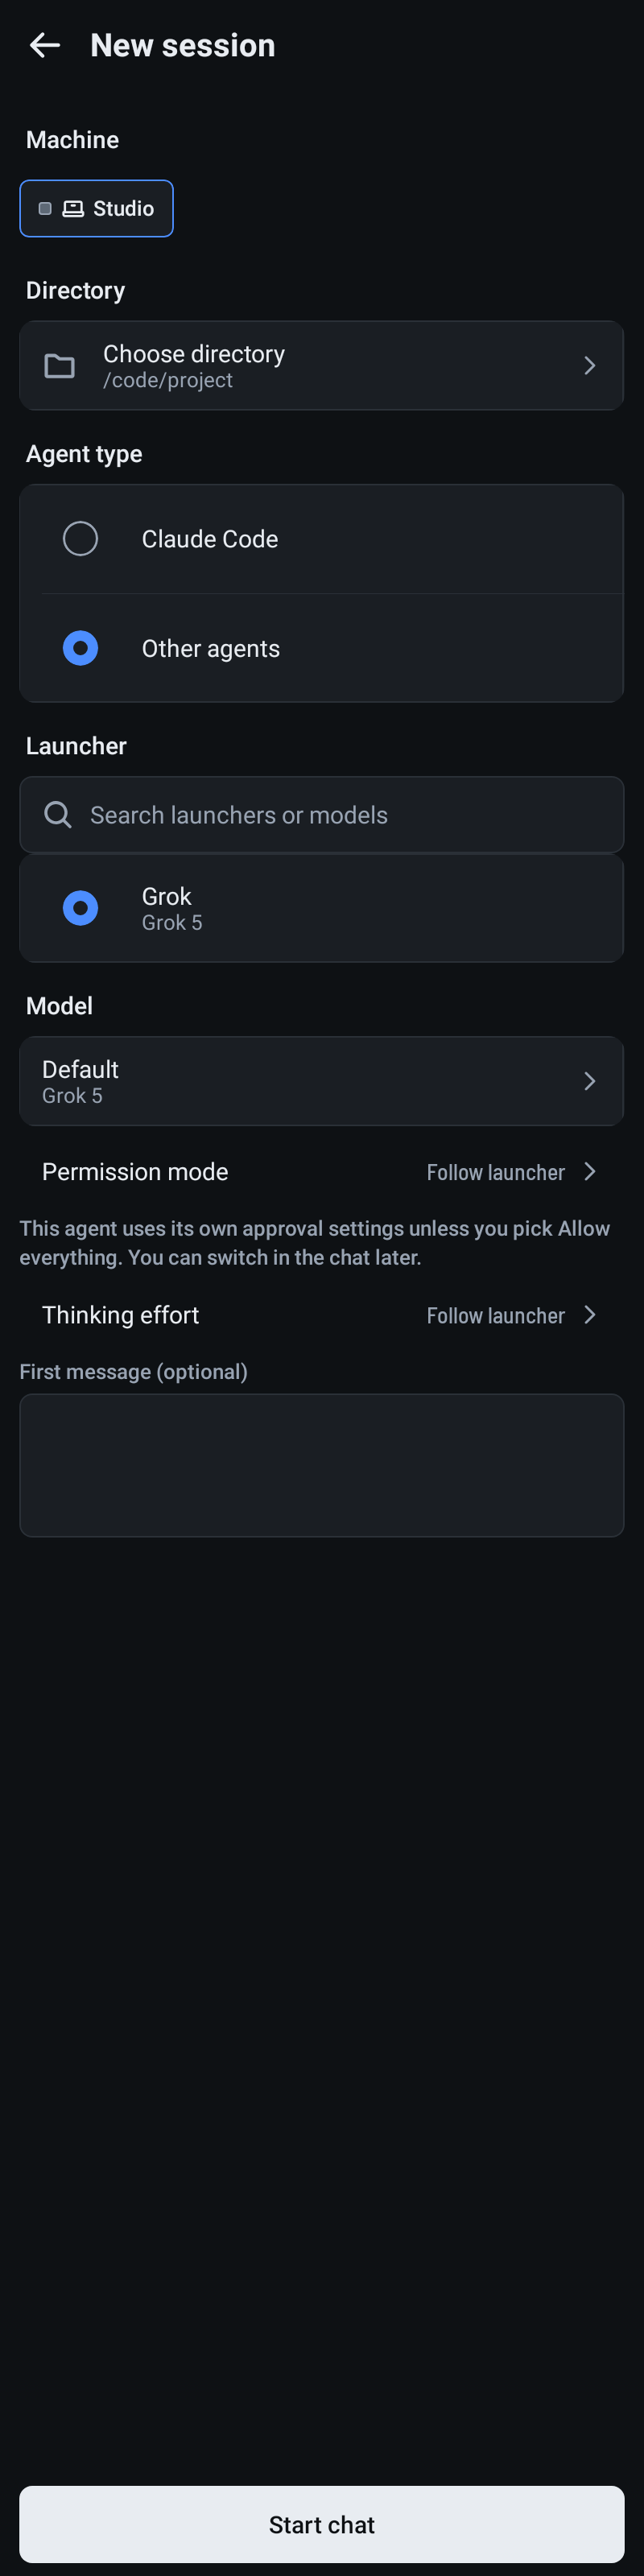 New session
Machine
Studio
Directory
Choose directory
/code/project
Agent type
Claude Code
Other agents
Launcher
Search launchers or models
Grok
Grok 5
Model
Default
Grok 5
Permission mode
Follow launcher
This agent uses its own approval settings unless you pick Allow
everything. You can switch in the chat later.
Thinking effort
Follow launcher
First message (optional)
Start chat